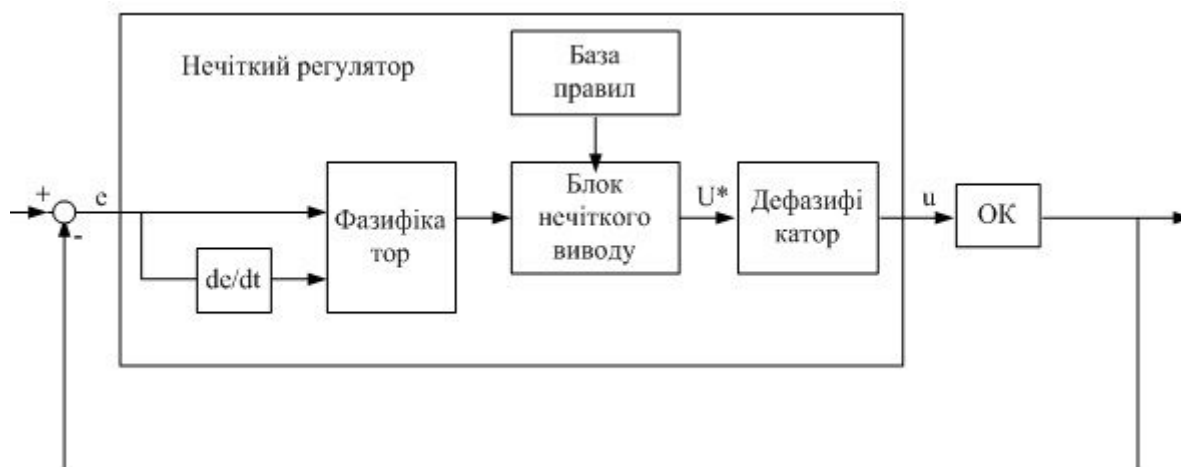 Нечіткий регулятор
База
правил
+
e
-
de/dt
Фазифіка
тор
Блок
нечіткого
виводу
U*
Дефазифі
катор
u
ОК